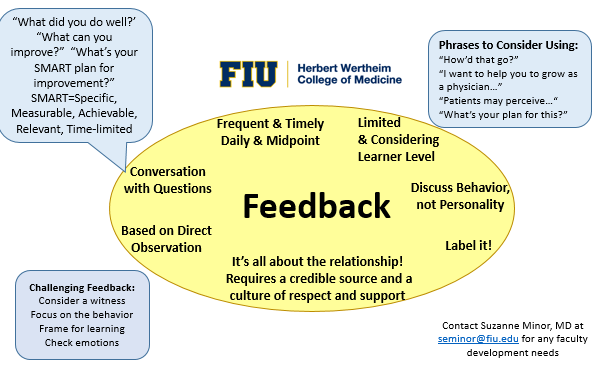 “What did you do well?’
“What can you
improve?”  “What’s your
SMART plan for
improvement?”
SMART=Specific,
Measurable, Achievable,
Relevant, Time-limited
FIU
Herbert Wertheim
College of Medicine
Phrases to Consider Using:
“How’d that go?”
“I want to help you to grow as
a physician…”
“Patients may perceive…“
“What’s your plan for this?”
Frequent & Timely
Daily & Midpoint
Limited
& Considering
Learner Level
Conversation
with Questions
Feedback
Discuss Behavior,
not Personality
Based on Direct
Observation
Label it!
It’s all about the relationship!
Requires a credible source and a
culture of respect and support
Challenging Feedback:
Consider a witness
Focus on the behavior
Frame for learning
Check emotions
Contact Suzanne Minor, MD at
seminor@fiu.edu for any faculty
development needs